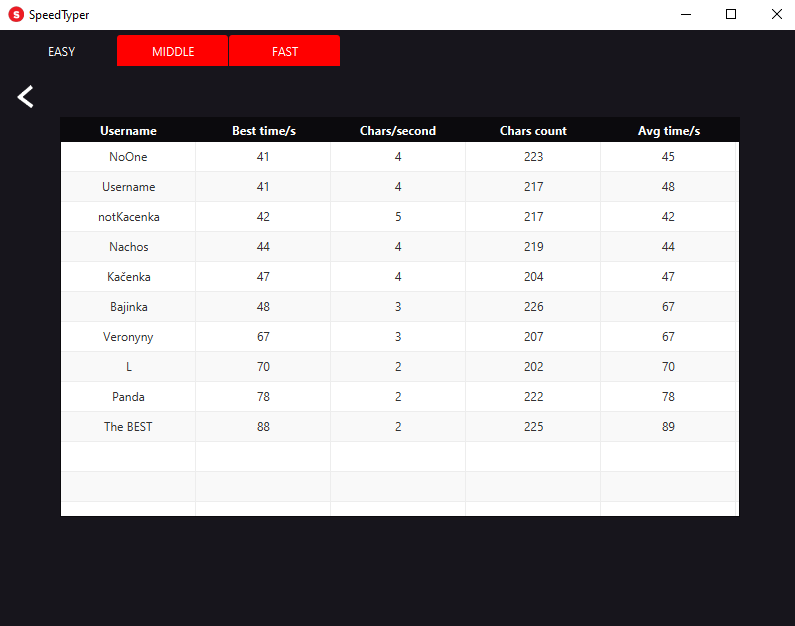 S SpeedTyper
EASY MIDDLE FAST
Username Best time/s Chars/second Chars count Avg time/s
NoOne 41 4 223 45
Username 41 4 217 48
notKacenka 42 5 217 42
Nachos 44 4 219 44
Kačenka 47 4 204 47
Bajinka 48 3 226 67
Veronyny 67 3 207 67
L 70 2 202 70
Panda 78 2 222 78
The BEST 88 2 225 89